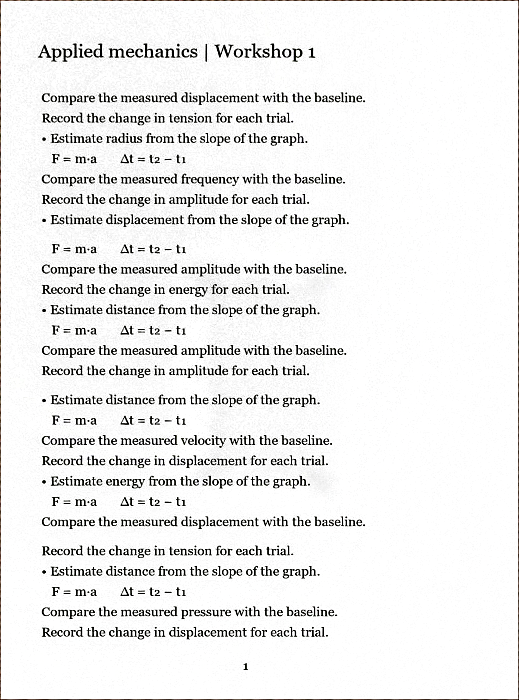 Applied mechanics | Workshop 1
Compare the measured displacement with the baseline.
Record the change in tension for each trial.
• Estimate radius from the slope of the graph.
F = m·a Δt = t2 − t1
Compare the measured frequency with the baseline.
Record the change in amplitude for each trial.
• Estimate displacement from the slope of the graph.
F = m·a Δt = t2 − t1
Compare the measured amplitude with the baseline.
Record the change in energy for each trial.
• Estimate distance from the slope of the graph.
F = m·a Δt = t2 − t1
Compare the measured amplitude with the baseline.
Record the change in amplitude for each trial.
• Estimate distance from the slope of the graph.
F = m·a Δt = t2 − t1
Compare the measured velocity with the baseline.
Record the change in displacement for each trial.
• Estimate energy from the slope of the graph.
F = m·a Δt = t2 − t1
Compare the measured displacement with the baseline.
Record the change in tension for each trial.
• Estimate distance from the slope of the graph.
F = m·a Δt = t2 − t1
Compare the measured pressure with the baseline.
Record the change in displacement for each trial.
1